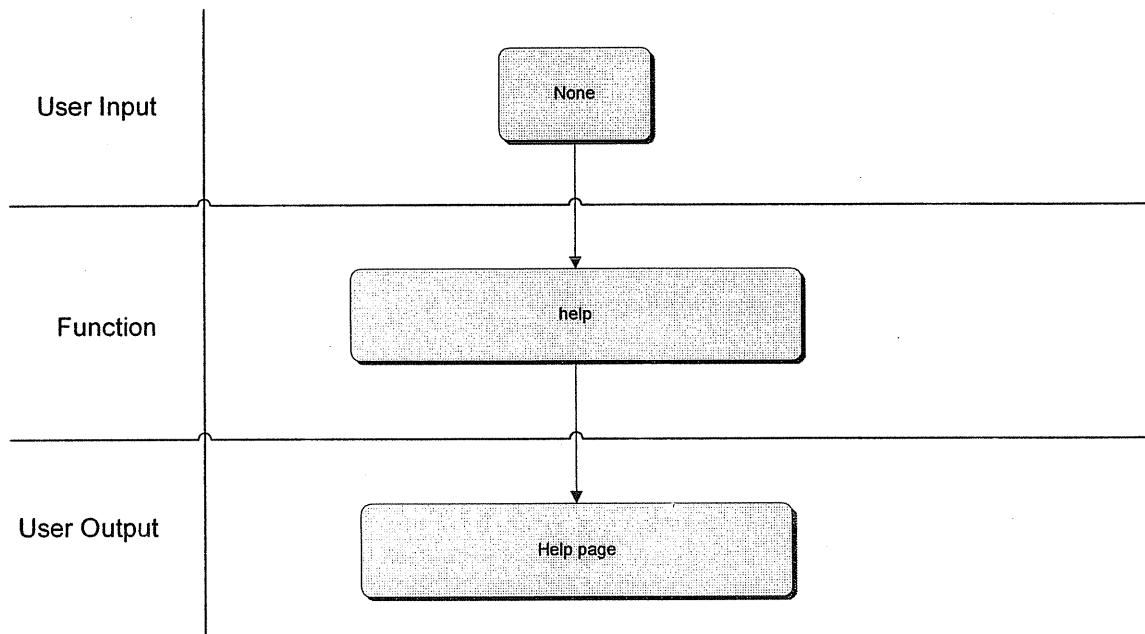 User Input
None
Function
help
User Output
Help page